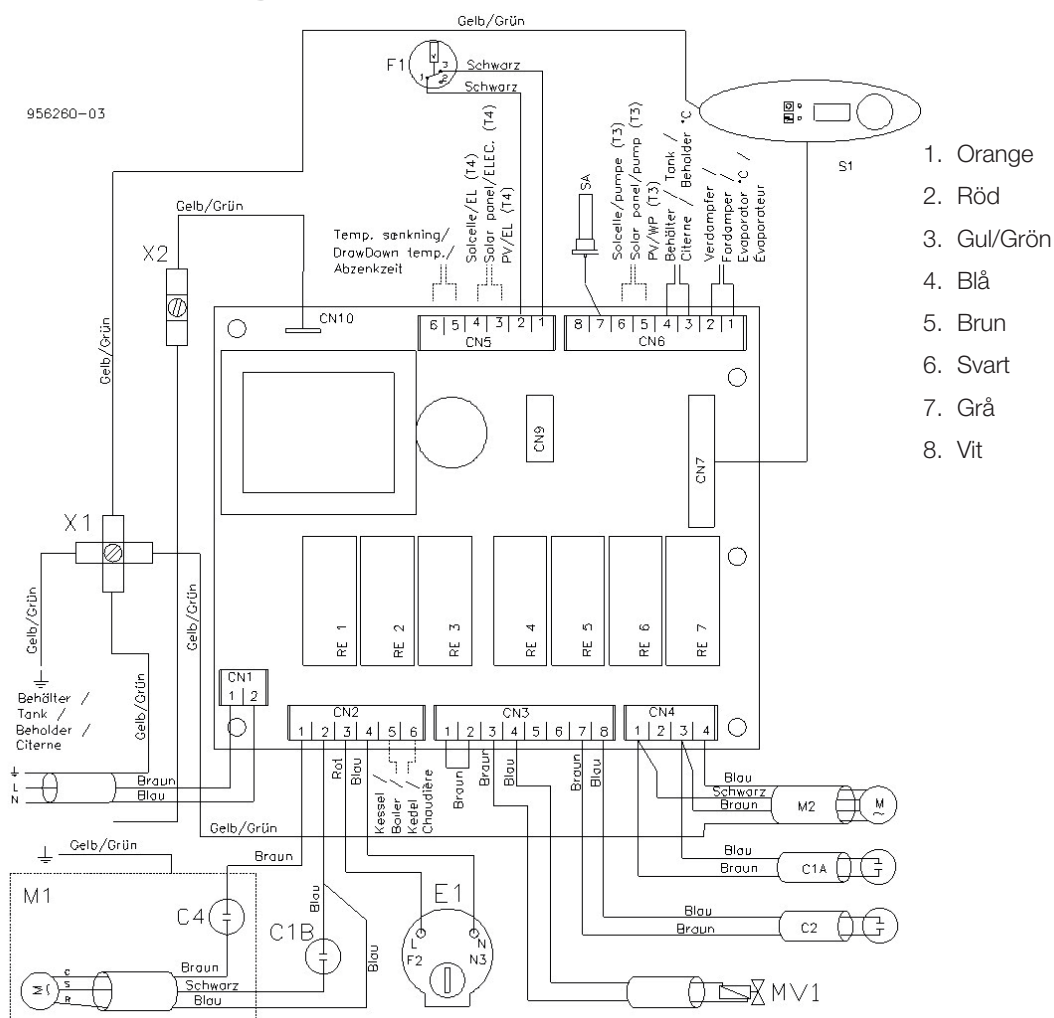 Gelb/Grün
F1
1
3
2
Schwarz
Schwarz
956260-03
S1
1. Orange
2. Röd
3. Gul/Grön
4. Blå
5. Brun
6. Svart
7. Grå
8. Vit
Gelb/Grün
X2
Temp. sænkning/
DrawDown temp./
Abzenkzeit
Solcelle/EL (T4)
Solar panel/ELEC. (T4)
PV/EL (T4)
SA
Solcelle/pumpe (T3)
Solar panel/pump (T3)
PV/WP (T3)
Behälter / Tank /
Citerne / Beholder °C
Verdampfer /
Fordamper /
Evaporator °C /
Évaporateur
CN10
6 5 4 3 2 1
CN5
8 7 6 5 4 3 2 1
CN6
Gelb/Grün
CN9
CN7
X1
Gelb/Grün
Gelb/Grün
Gelb/Grün
RE 1
RE 2
RE 3
RE 4
RE 5
RE 6
RE 7
Behälter /
Tank /
Beholder /
Citerne
CN1
1 2
CN2
1 2 3 4 5 6
CN3
1 2 3 4 5 6 7 8
CN4
1 2 3 4
L
N
Braun
Blau
Rot
Blau
Kessel /
Boiler /
Kedel /
Chaudière
Braun
Braun
Blau
Braun
Blau
Blau
Schwarz
Braun
M2
M
~
Gelb/Grün
Gelb/Grün
Braun
Blau
Braun
C1A
M1
C4
Blau
C1B
Blau
E1
L
N
F2
N3
Blau
Braun
C2
C
S
R
Braun
Schwarz
Blau
MV1